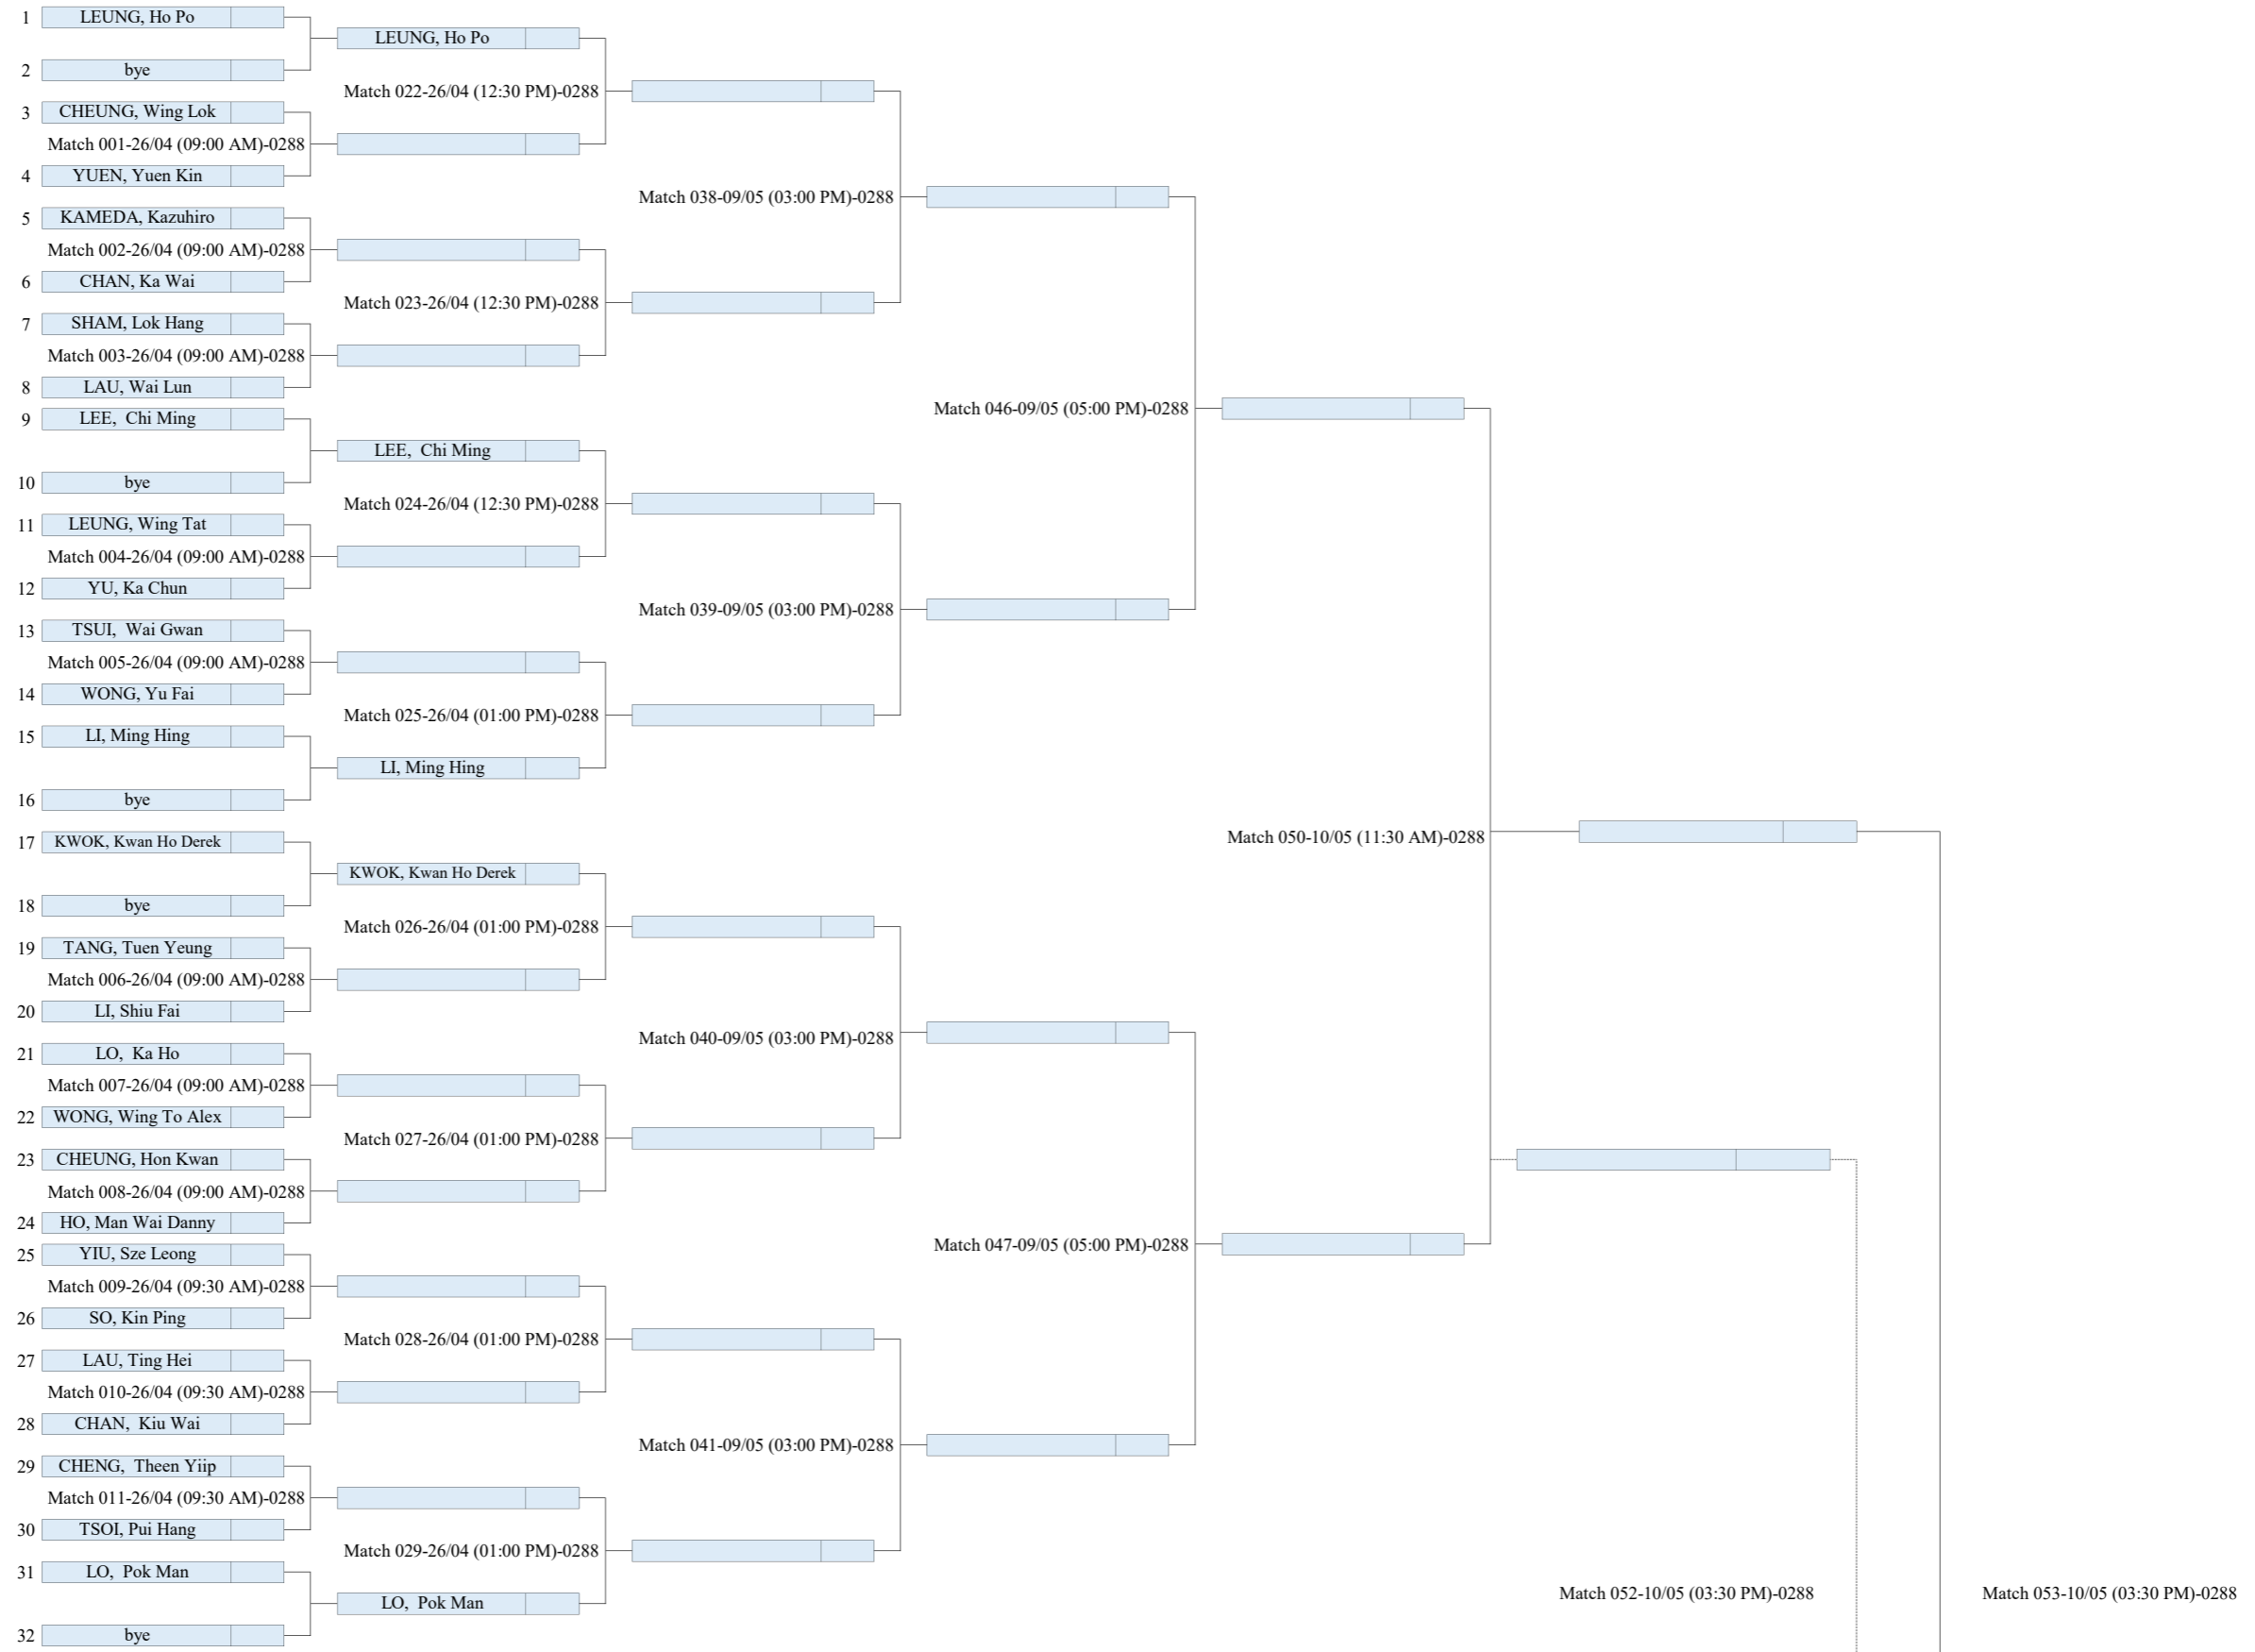 1 LEUNG, Ho Po
LEUNG, Ho Po
2 bye
Match 022-26/04 (12:30 PM)-0288
3 CHEUNG, Wing Lok
Match 001-26/04 (09:00 AM)-0288
4 YUEN, Yuen Kin
Match 038-09/05 (03:00 PM)-0288
5 KAMEDA, Kazuhiro
Match 002-26/04 (09:00 AM)-0288
6 CHAN, Ka Wai
Match 023-26/04 (12:30 PM)-0288
7 SHAM, Lok Hang
Match 003-26/04 (09:00 AM)-0288
8 LAU, Wai Lun
Match 046-09/05 (05:00 PM)-0288
9 LEE, Chi Ming
LEE, Chi Ming
10 bye
Match 024-26/04 (12:30 PM)-0288
11 LEUNG, Wing Tat
Match 004-26/04 (09:00 AM)-0288
12 YU, Ka Chun
Match 039-09/05 (03:00 PM)-0288
13 TSUI, Wai Gwan
Match 005-26/04 (09:00 AM)-0288
14 WONG, Yu Fai
Match 025-26/04 (01:00 PM)-0288
15 LI, Ming Hing
LI, Ming Hing
16 bye
Match 050-10/05 (11:30 AM)-0288
17 KWOK, Kwan Ho Derek
KWOK, Kwan Ho Derek
18 bye
Match 026-26/04 (01:00 PM)-0288
19 TANG, Tuen Yeung
Match 006-26/04 (09:00 AM)-0288
20 LI, Shiu Fai
Match 040-09/05 (03:00 PM)-0288
21 LO, Ka Ho
Match 007-26/04 (09:00 AM)-0288
22 WONG, Wing To Alex
Match 027-26/04 (01:00 PM)-0288
23 CHEUNG, Hon Kwan
Match 008-26/04 (09:00 AM)-0288
24 HO, Man Wai Danny
Match 047-09/05 (05:00 PM)-0288
25 YIU, Sze Leong
Match 009-26/04 (09:30 AM)-0288
26 SO, Kin Ping
Match 028-26/04 (01:00 PM)-0288
27 LAU, Ting Hei
Match 010-26/04 (09:30 AM)-0288
28 CHAN, Kiu Wai
Match 041-09/05 (03:00 PM)-0288
29 CHENG, Theen Yiip
Match 011-26/04 (09:30 AM)-0288
30 TSOI, Pui Hang
Match 029-26/04 (01:00 PM)-0288
31 LO, Pok Man
Match 052-10/05 (03:30 PM)-0288
Match 053-10/05 (03:30 PM)-0288
LO, Pok Man
32 bye